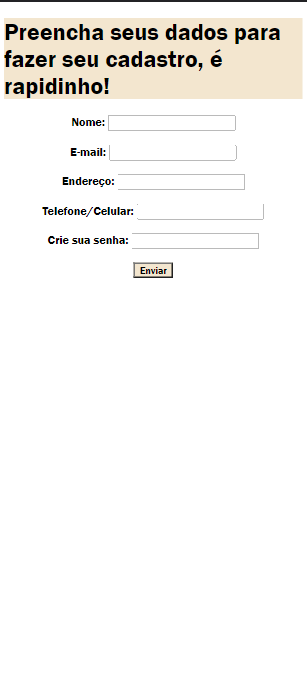 Preencha seus dados para
fazer seu cadastro, é
rapidinho!
Nome:
E-mail:
Endereço:
Telefone/Celular:
Crie sua senha:
Enviar